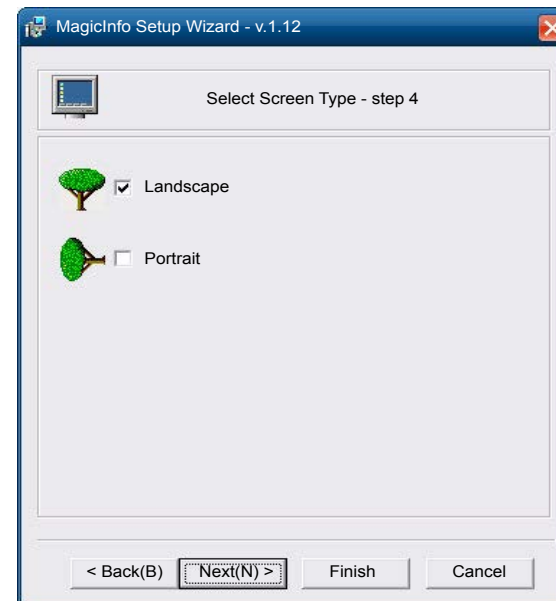 MagicInfo Setup Wizard - v.1.12
Select Screen Type - step 4
Landscape
Portrait
< Back(B) Next(N) > Finish Cancel